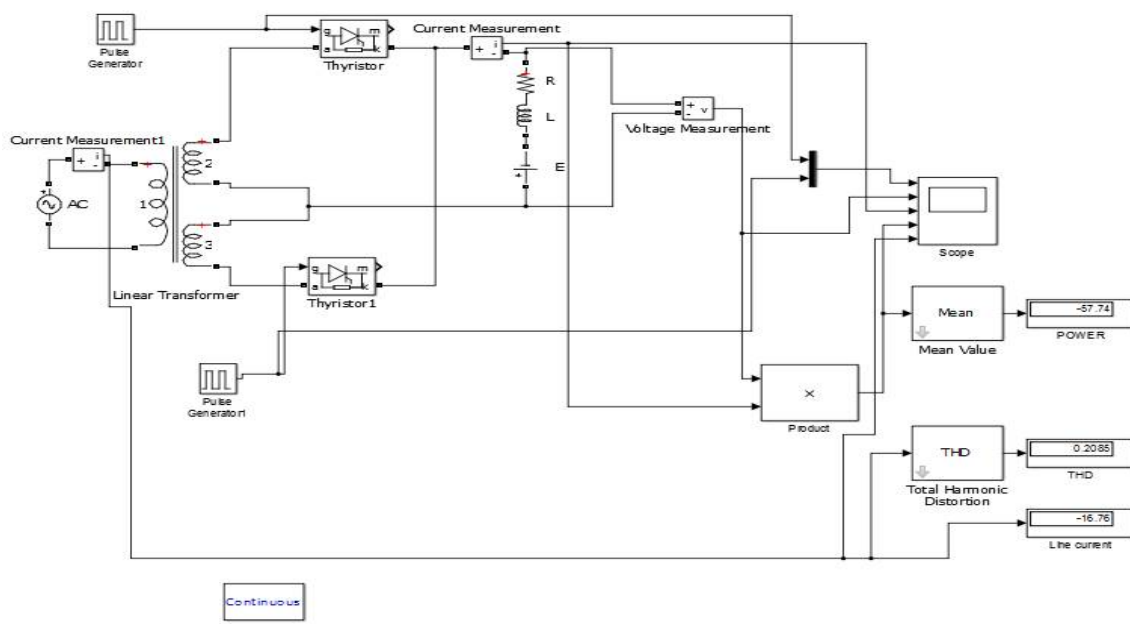 Pulse
Generator
g
m
a
k
Thyristor
Current Measurement
+
i
-
R
L
E
+
+
-
v
Voltage Measurement
Current Measurement1
+
i
-
AC
+
1
+
2
+
3
Linear Transformer
g
m
a
k
Thyristor1
Pulse
Generator1
Scope
Mean
Mean Value
-57.74
POWER
X
Product
THD
Total Harmonic
Distortion
0.2085
THD
-16.76
Line current
Continuous